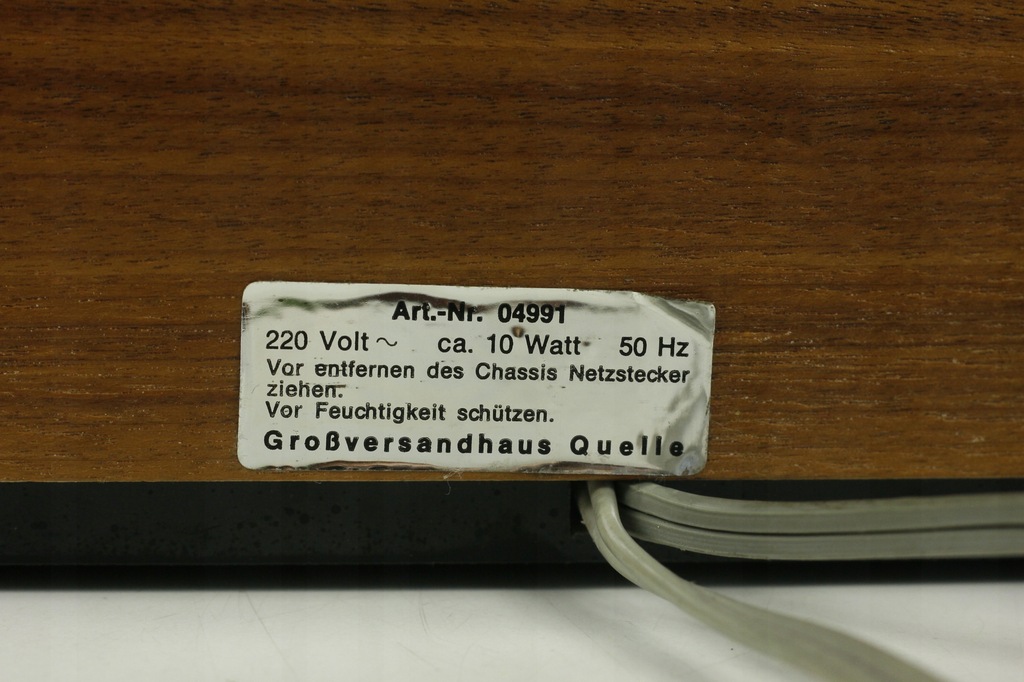 Art.-Nr. 04991
220 Volt ~ ca. 10 Watt 50 Hz
Vor entfernen des Chassis Netzstecker
ziehen.
Vor Feuchtigkeit schützen.
Großversandhaus Quelle